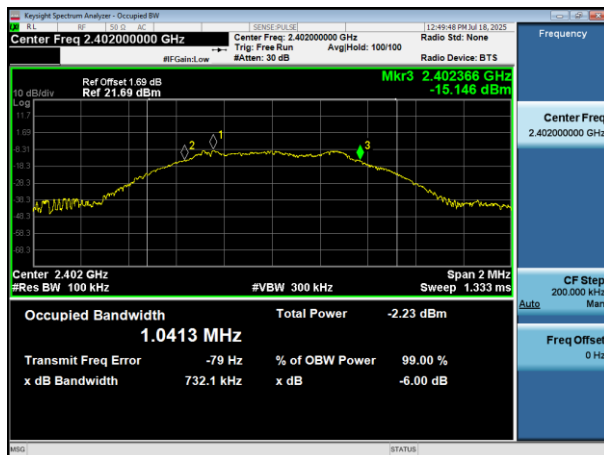 Keysight Spectrum Analyzer - Occupied BW
RL RF 50 Ω AC SENSE:PULSE 12:49:48 PM Jul 18, 2025
Center Freq 2.402000000 GHz Center Freq: 2.402000000 GHz Radio Std: None
Trig: Free Run Avg|Hold: 100/100
#IFGain:Low #Atten: 30 dB Radio Device: BTS
Frequency
Ref Offset 1.69 dB Mkr3 2.402366 GHz
10 dB/div Ref 21.69 dBm -15.146 dBm
Log
11.7
1.69
-8.31
-18.3
-28.3
-38.3
-48.3
-58.3
-68.3
2 1 3
Center 2.402 GHz Span 2 MHz
#Res BW 100 kHz #VBW 300 kHz Sweep 1.333 ms
Occupied Bandwidth Total Power -2.23 dBm
1.0413 MHz
Transmit Freq Error -79 Hz % of OBW Power 99.00 %
x dB Bandwidth 732.1 kHz x dB -6.00 dB
Center Freq
2.402000000 GHz
CF Step
200.000 kHz
Auto Man
Freq Offset
0 Hz
MSG STATUS